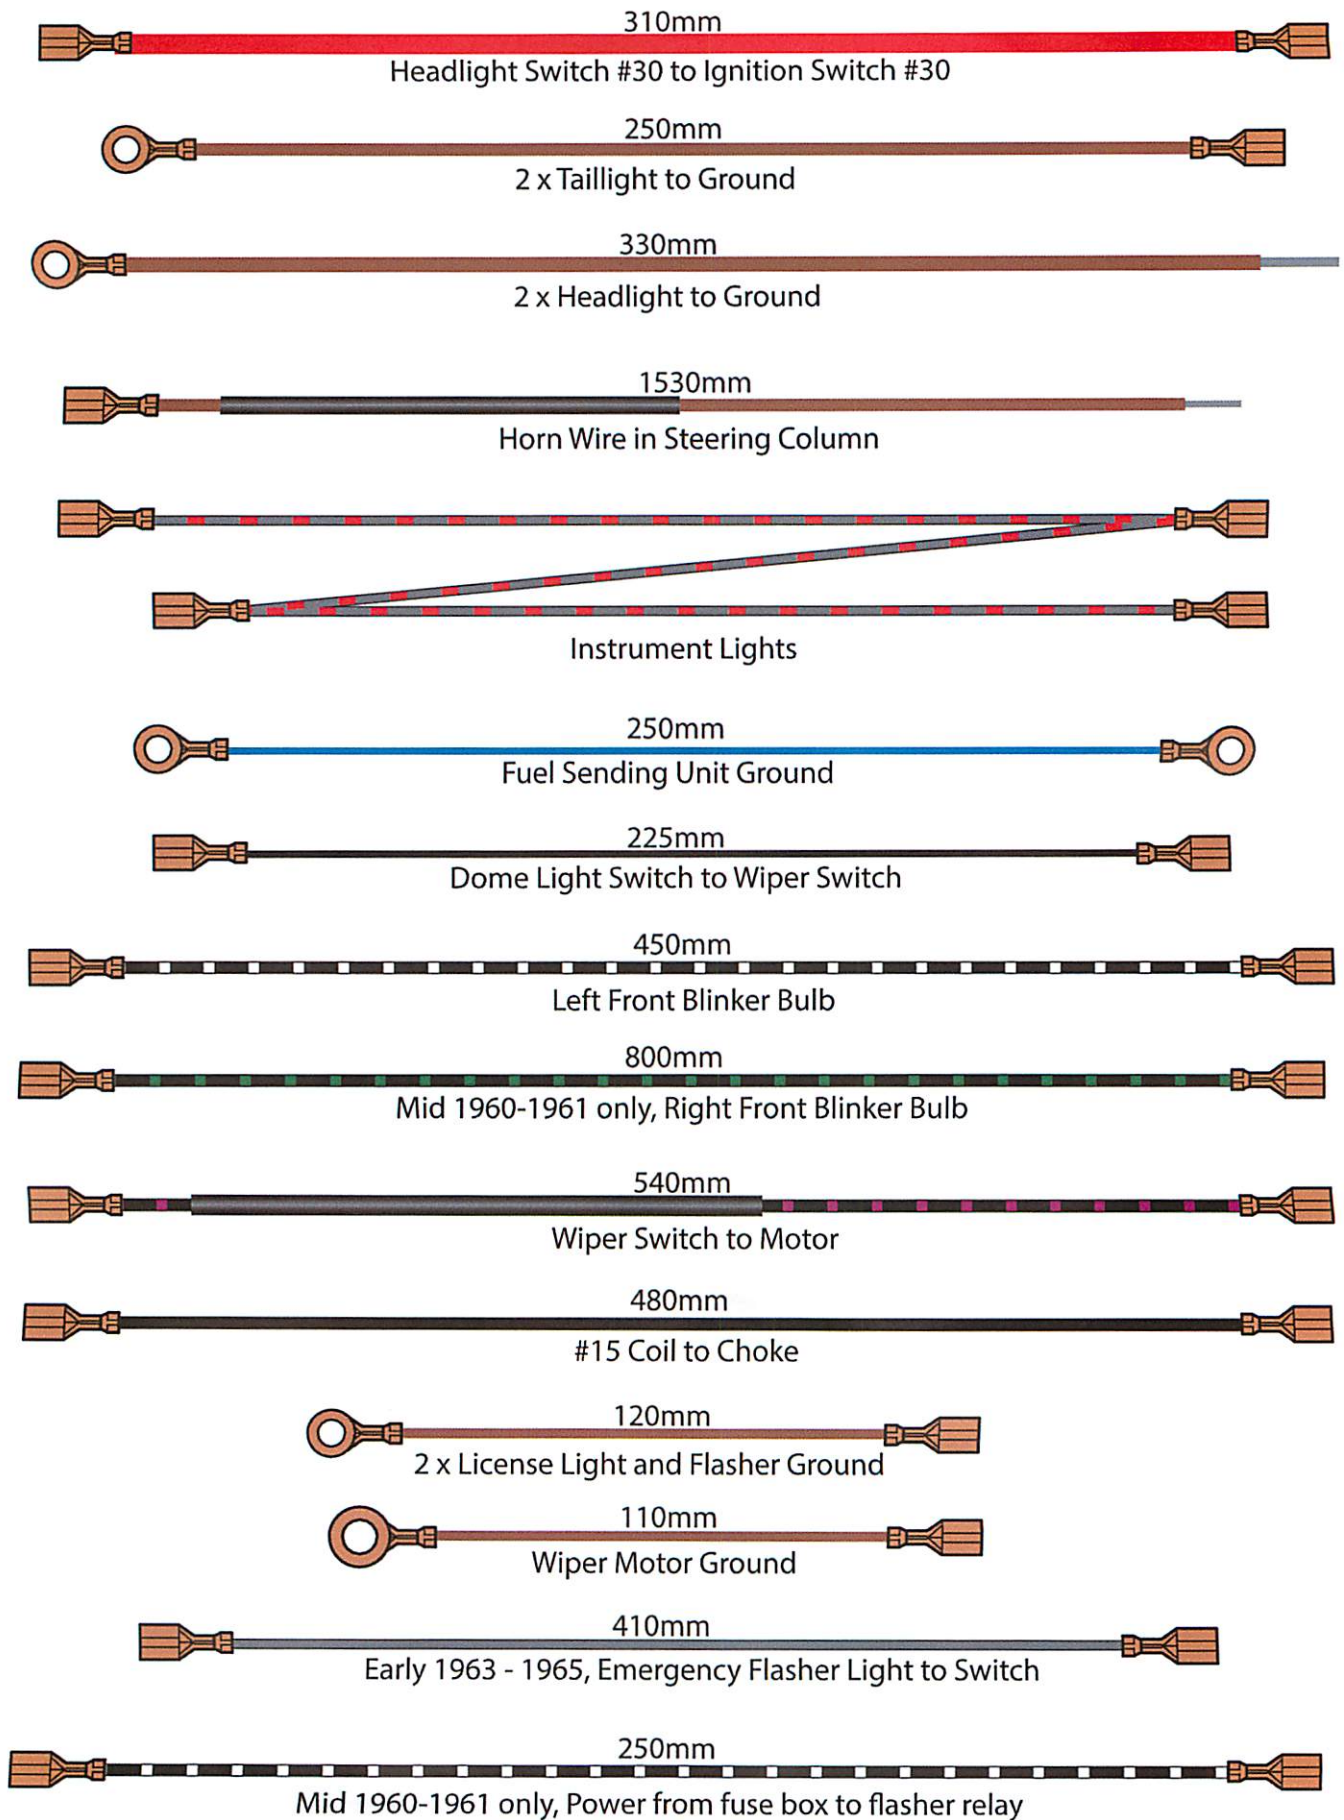 310mm
Headlight Switch #30 to Ignition Switch #30
250mm
2 x Taillight to Ground
330mm
2 x Headlight to Ground
1530mm
Horn Wire in Steering Column
Instrument Lights
250mm
Fuel Sending Unit Ground
225mm
Dome Light Switch to Wiper Switch
450mm
Left Front Blinker Bulb
800mm
Mid 1960-1961 only, Right Front Blinker Bulb
540mm
Wiper Switch to Motor
480mm
#15 Coil to Choke
120mm
2 x License Light and Flasher Ground
110mm
Wiper Motor Ground
410mm
Early 1963 - 1965, Emergency Flasher Light to Switch
250mm
Mid 1960-1961 only, Power from fuse box to flasher relay